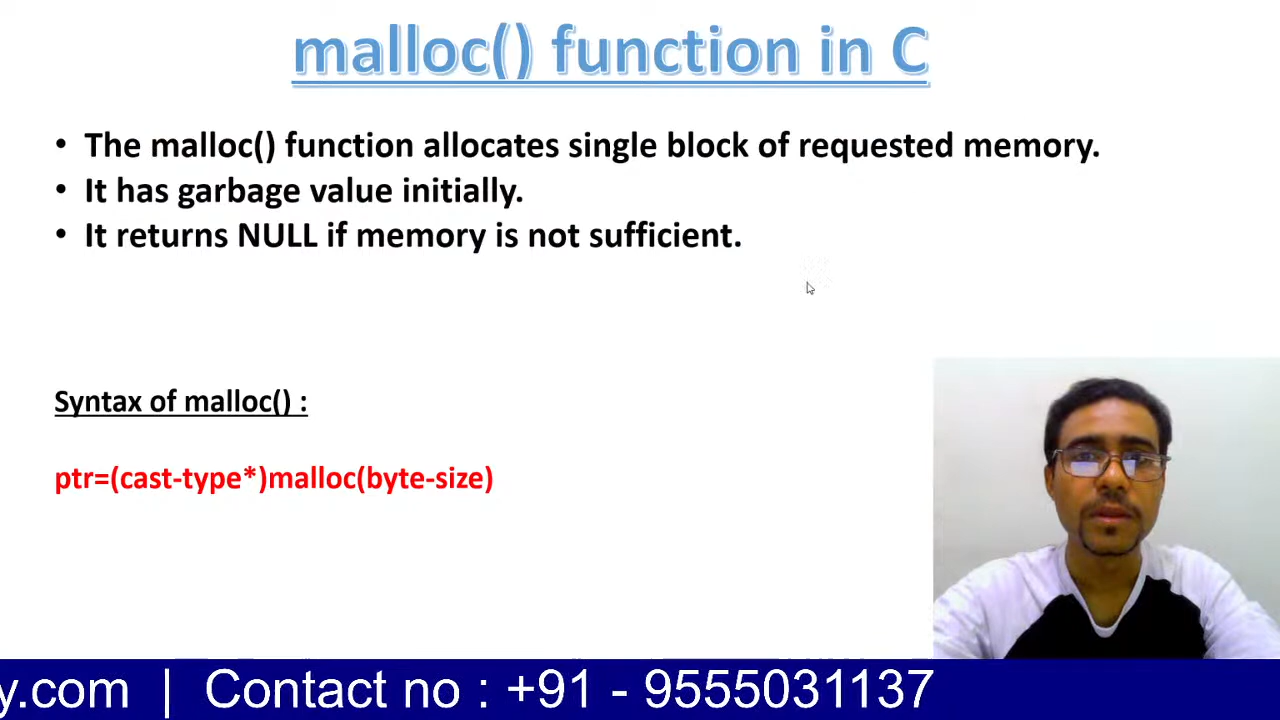 malloc() function in C
• The malloc() function allocates single block of requested memory.
• It has garbage value initially.
• It returns NULL if memory is not sufficient.
Syntax of malloc() :
ptr=(cast-type*)malloc(byte-size)
y.com | Contact no : +91 - 9555031137